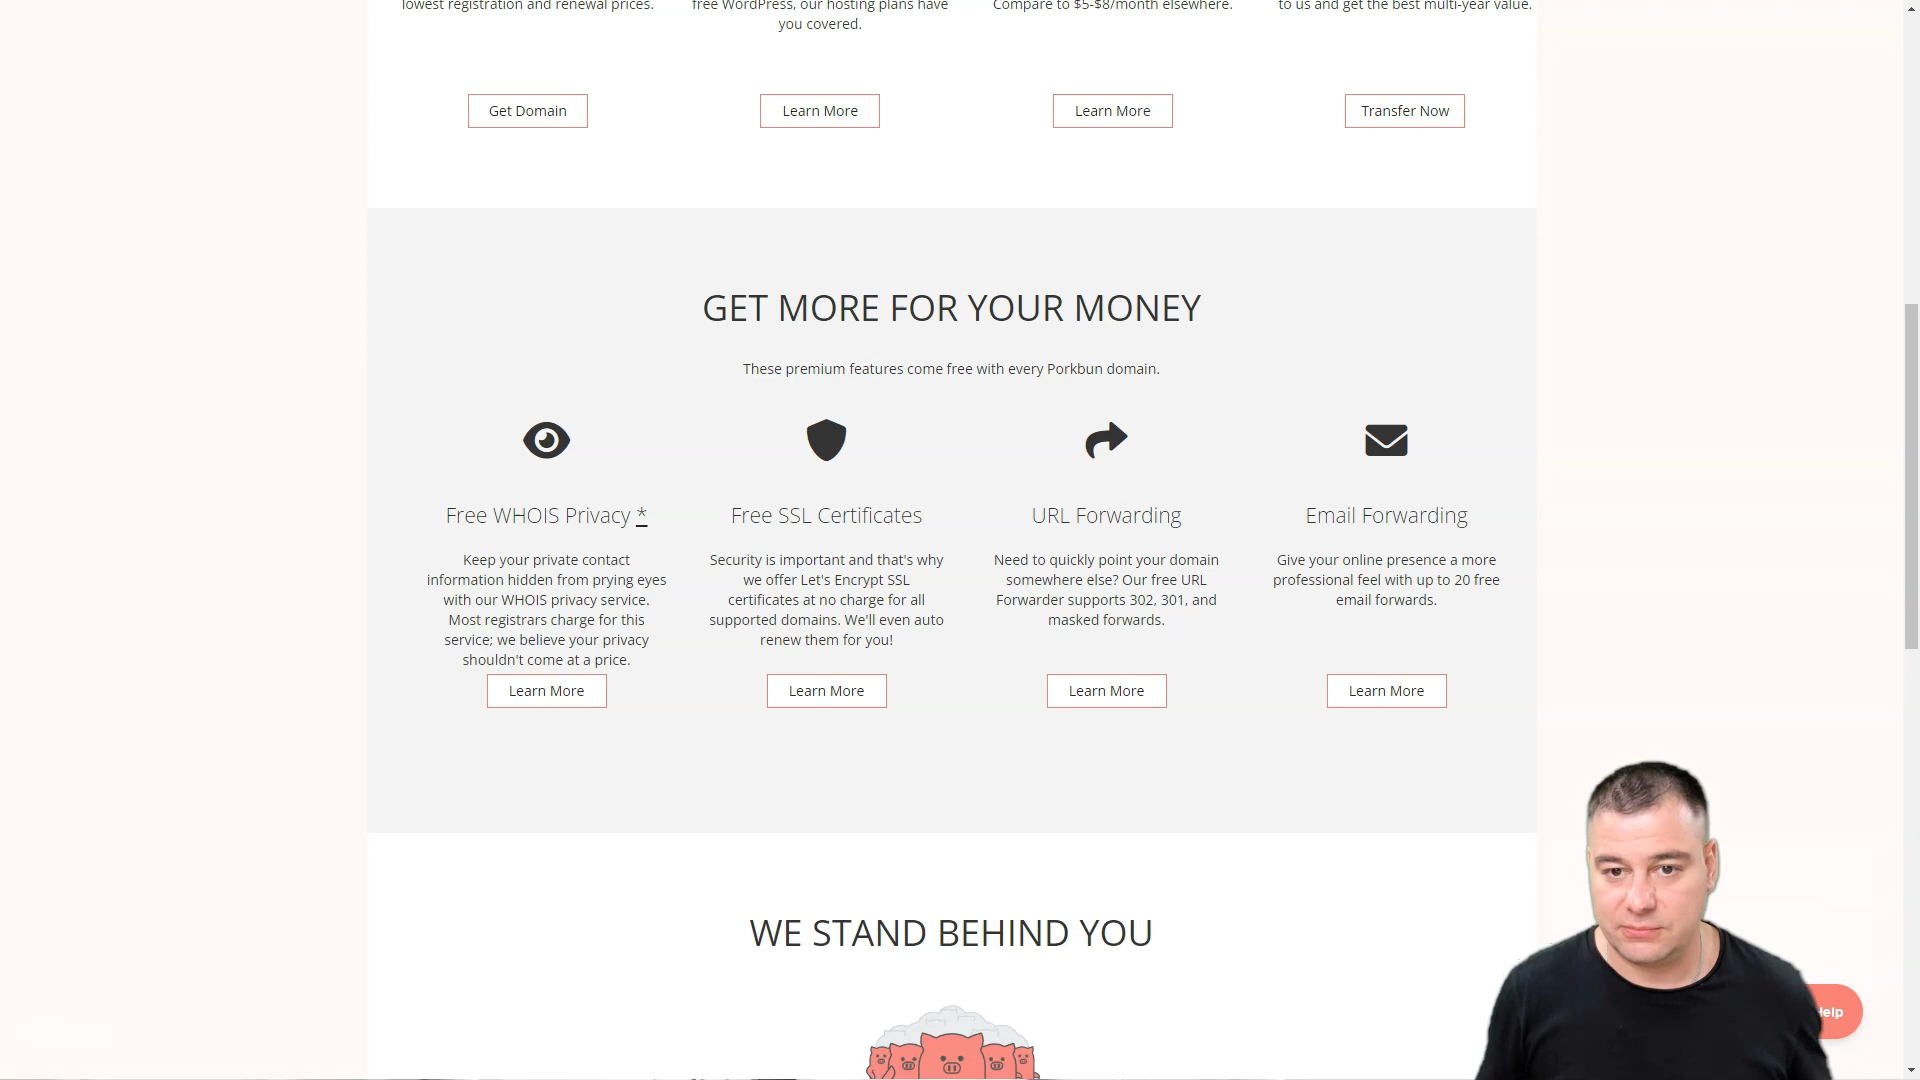 lowest registration and renewal prices.
free WordPress, our hosting plans have
you covered.
Compare to $5-$8/month elsewhere.
to us and get the best multi-year value.
Get Domain
Learn More
Learn More
Transfer Now
GET MORE FOR YOUR MONEY
These premium features come free with every Porkbun domain.
Free WHOIS Privacy *
Keep your private contact
information hidden from prying eyes
with our WHOIS privacy service.
Most registrars charge for this
service; we believe your privacy
shouldn't come at a price.
Learn More
Free SSL Certificates
Security is important and that's why
we offer Let's Encrypt SSL
certificates at no charge for all
supported domains. We'll even auto
renew them for you!
Learn More
URL Forwarding
Need to quickly point your domain
somewhere else? Our free URL
Forwarder supports 302, 301, and
masked forwards.
Learn More
Email Forwarding
Give your online presence a more
professional feel with up to 20 free
email forwards.
Learn More
WE STAND BEHIND YOU